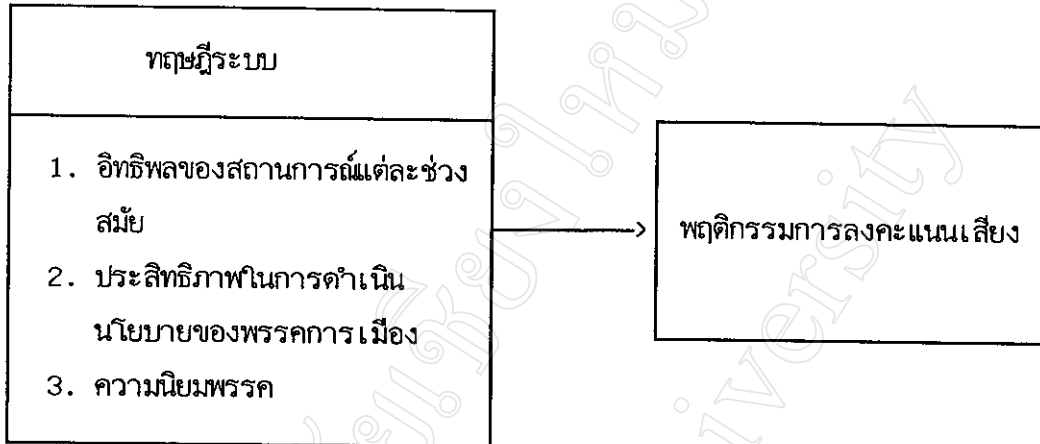 ทฤษฎีระบบ
1. อิทธิพลของสถานการณ์แต่ละช่วง
สมัย
2. ประสิทธิภาพในการดำเนิน
นโยบายของพรรคการเมือง
3. ความนิยมพรรค
พฤติกรรมการลงคะแนนเสียง